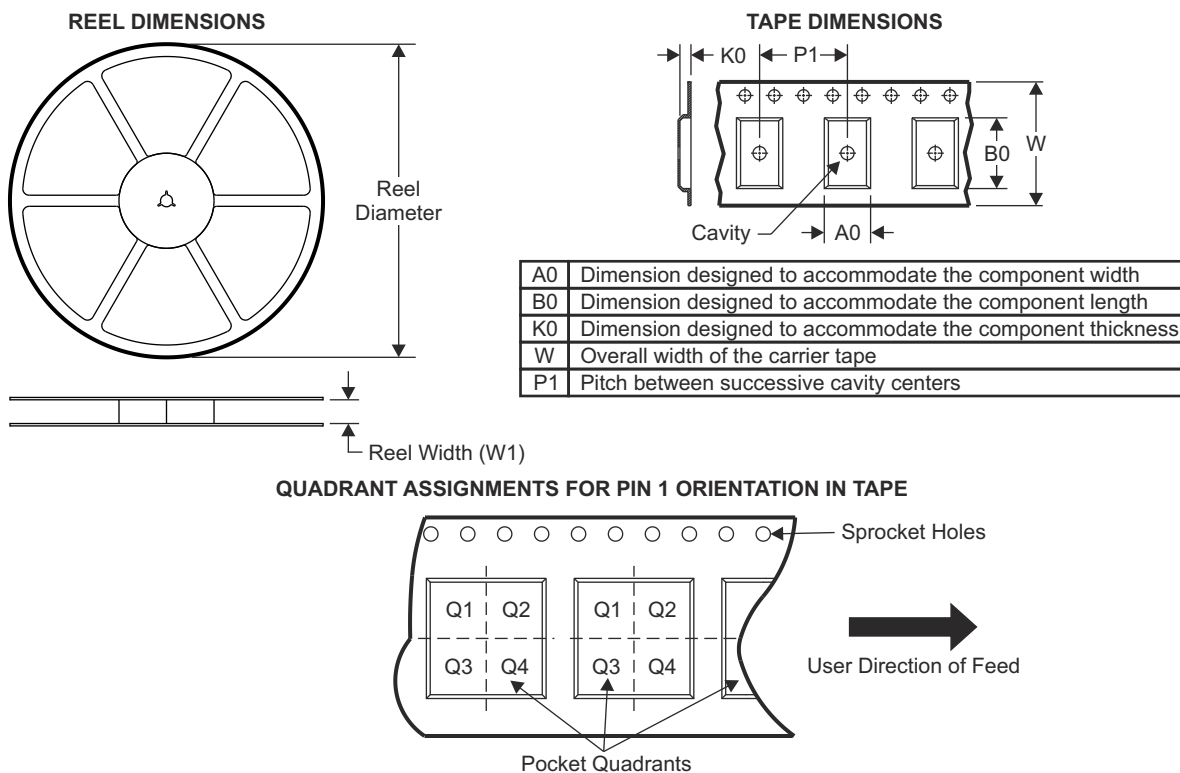 REEL DIMENSIONS
Reel
Diameter
Reel Width (W1)
TAPE DIMENSIONS
K0
P1
W
B0
Cavity
A0
A0 Dimension designed to accommodate the component width
B0 Dimension designed to accommodate the component length
K0 Dimension designed to accommodate the component thickness
W Overall width of the carrier tape
P1 Pitch between successive cavity centers
QUADRANT ASSIGNMENTS FOR PIN 1 ORIENTATION IN TAPE
Sprocket Holes
Q1 Q2 Q1 Q2
Q3 Q4 Q3 Q4
User Direction of Feed
Pocket Quadrants